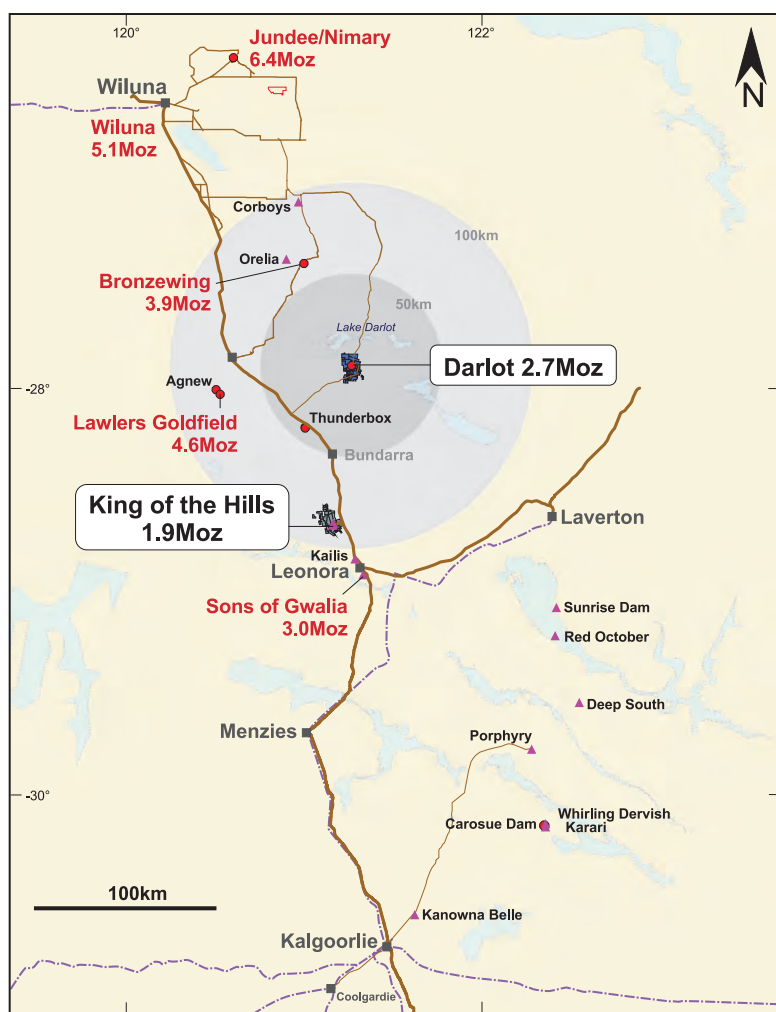 120°
122°
Jundee/Nimary
6.4Moz
N
Wiluna
Wiluna
5.1Moz
Corboys
100km
Orelia
Bronzewing
3.9Moz
50km
Lake Darlot
Darlot 2.7Moz
Agnew
-28°
Lawlers Goldfield
4.6Moz
Thunderbox
Bundarra
King of the Hills
1.9Moz
Laverton
Kailis
Leonora
Sons of Gwalia
3.0Moz
Sunrise Dam
Red October
Deep South
Menzies
Porphyry
-30°
Whirling Dervish
Carosue Dam
Karari
100km
Kanowna Belle
Kalgoorlie
Coolgardie